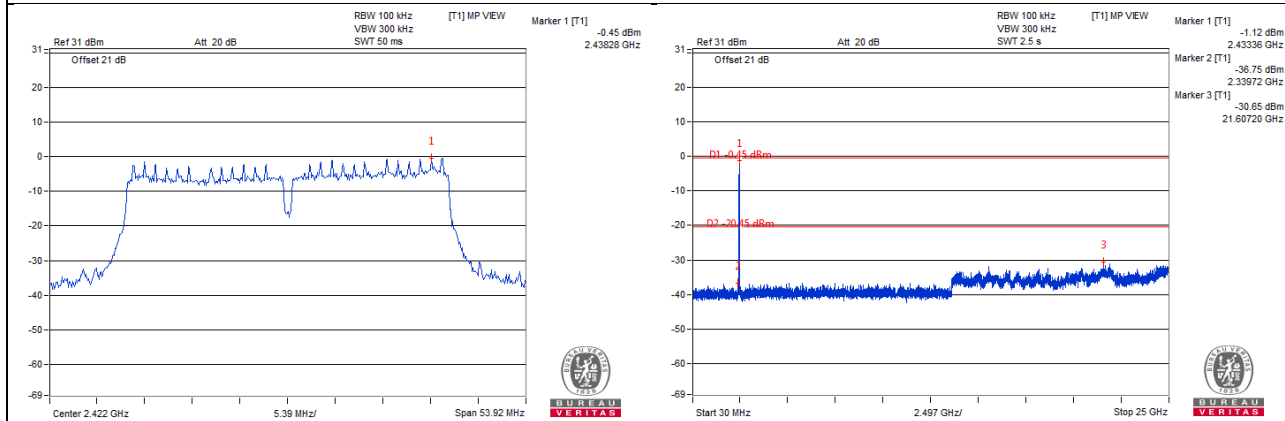 RBW 100 kHz [T1] MP VIEW
VBW 300 kHz
Ref 31 dBm Att 20 dB SWT 50 ms
Marker 1 [T1]
-0.45 dBm
2.43828 GHz
31
Offset 21 dB
20
10
0
-10
-20
-30
-40
-50
-60
-69
1
Center 2.422 GHz 5.39 MHz/ Span 53.92 MHz
BUREAU VERITAS
1828
BUREAU
VERITAS
RBW 100 kHz [T1] MP VIEW
VBW 300 kHz
Ref 31 dBm Att 20 dB SWT 2.5 s
Marker 1 [T1]
-1.12 dBm
2.43336 GHz
Marker 2 [T1]
-36.75 dBm
2.33972 GHz
Marker 3 [T1]
-30.65 dBm
21.60720 GHz
31
Offset 21 dB
20
10
0
-10
-20
-30
-40
-50
-60
-69
1
D1 -0.45 dBm
D2 -20.45 dBm
3
2
Start 30 MHz 2.497 GHz/ Stop 25 GHz
BUREAU VERITAS
1828
BUREAU
VERITAS